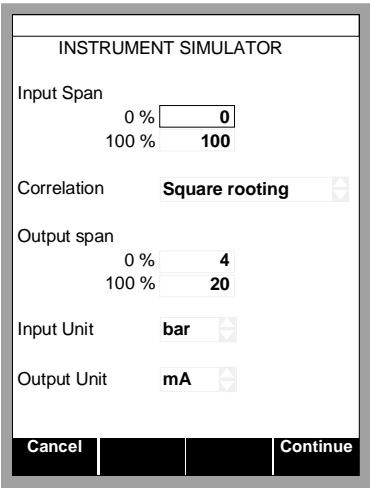 INSTRUMENT SIMULATOR
Input Span
0 % 0
100 % 100
Correlation Square rooting
Output span
0 % 4
100 % 20
Input Unit bar
Output Unit mA
Cancel Continue